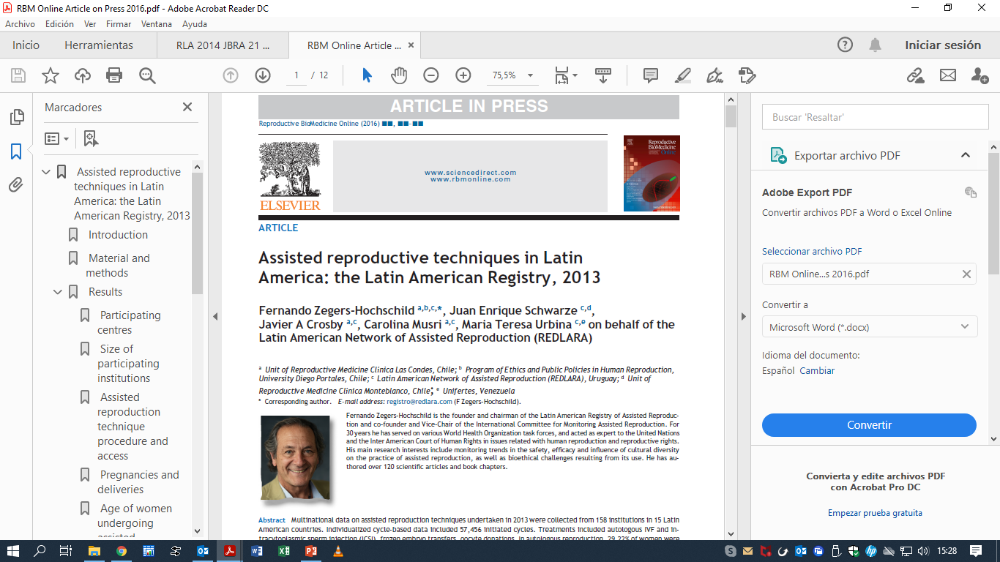 RBM Online Article on Press 2016.pdf - Adobe Acrobat Reader DC
Archivo Edición Ver Firmar Ventana Ayuda
Inicio Herramientas RLA 2014 JBRA 21 ... RBM Online Article ... × Iniciar sesión
1 / 12 75,5%
Marcadores
Assisted reproductive
techniques in Latin
America: the Latin
American Registry, 2013
Introduction
Material and
methods
Results
Participating
centres
Size of
participating
institutions
Assisted
reproduction
technique
procedure and
access
Pregnancies and
deliveries
Age of women
undergoing
assisted
ARTICLE IN PRESS
Reproductive BioMedicine Online (2016) ■■, ■■–■■
www.sciencedirect.com
www.rbmonline.com
ELSEVIER
Reproductive
BioMedicine
Online
ARTICLE
Assisted reproductive techniques in Latin
America: the Latin American Registry, 2013
Fernando Zegers-Hochschild a,b,c,*, Juan Enrique Schwarze c,d,
Javier A Crosby a,c, Carolina Musri a,c, Maria Teresa Urbina c,e on behalf of the
Latin American Network of Assisted Reproduction (REDLARA)
a Unit of Reproductive Medicine Clinica Las Condes, Chile; b Program of Ethics and Public Policies in Human Reproduction,
University Diego Portales, Chile; c Latin American Network of Assisted Reproduction (REDLARA), Uruguay; d Unit of
Reproductive Medicine Clinica Monteblanco, Chile; e Unifertes, Venezuela
* Corresponding author. E-mail address: registro@redlara.com (F Zegers-Hochschild).
Fernando Zegers-Hochschild is the founder and chairman of the Latin American Registry of Assisted Reproduc-
tion and co-founder and Vice-Chair of the International Committee for Monitoring Assisted Reproduction. For
30 years he has served on various World Health Organization task forces, and acted as expert to the United Nations
and the Inter American Court of Human Rights in issues related with human reproduction and reproductive rights.
His main research interests include monitoring trends in the safety, efficacy and influence of cultural diversity
on the practice of assisted reproduction, as well as bioethical challenges resulting from its use. He has au-
thored over 120 scientific articles and book chapters.
Abstract Multinational data on assisted reproduction techniques undertaken in 2013 were collected from 158 institutions in 15 Latin
American countries. Individualized cycle-based data included 57,456 initiated cycles. Treatments included autologous IVF and in-
tracytoplasmic sperm injection (ICSI), frozen embryo transfers, oocyte donations. In autologous reproduction, 29.22% of women were
Buscar 'Resaltar'
Exportar archivo PDF
Adobe Export PDF
Convertir archivos PDF a Word o Excel Online
Seleccionar archivo PDF
RBM Online...s 2016.pdf
Convertir a
Microsoft Word (*.docx)
Idioma del documento:
Español Cambiar
Convertir
Convierta y edite archivos PDF
con Acrobat Pro DC
Empezar prueba gratuita
15:28